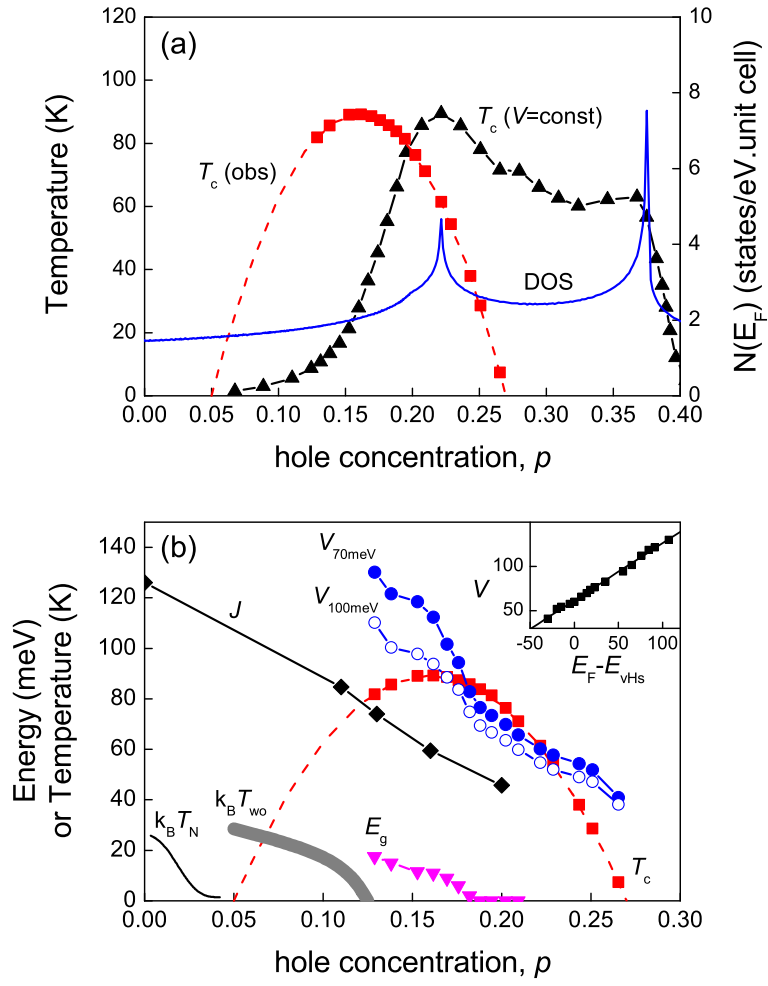 (a)
120
100
80
60
40
20
0
Temperature (K)
10
8
6
4
2
0
N(E_F) (states/eV.unit cell)
T_c (V=const)
T_c (obs)
DOS
0.00 0.05 0.10 0.15 0.20 0.25 0.30 0.35 0.40
hole concentration, p
(b)
140
120
100
80
60
40
20
0
Energy (meV)
or Temperature (K)
V_70meV
V_100meV
J
k_BT_N
k_BT_wo
E_g
T_c
V
100
50
-50 0 50 100
E_F-E_vHs
0.00 0.05 0.10 0.15 0.20 0.25 0.30
hole concentration, p